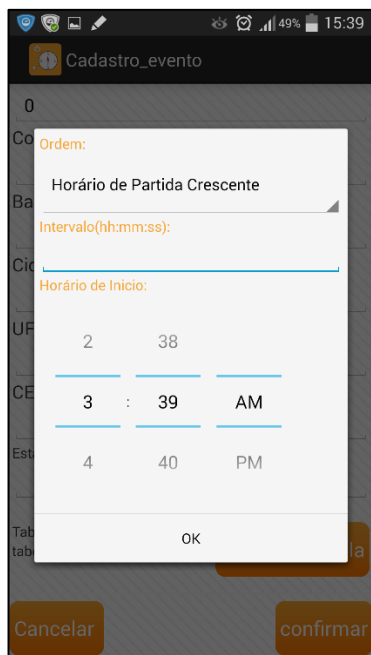 49% 15:39
Cadastro_evento
0
Co
Ordem:
Horário de Partida Crescente
Ba
Intervalo(hh:mm:ss):
Cid
Horário de Inicio:
UF
2 38
CE
3 : 39 AM
Esta
4 40 PM
Tab
tabe
OK
la
Cancelar
confirmar